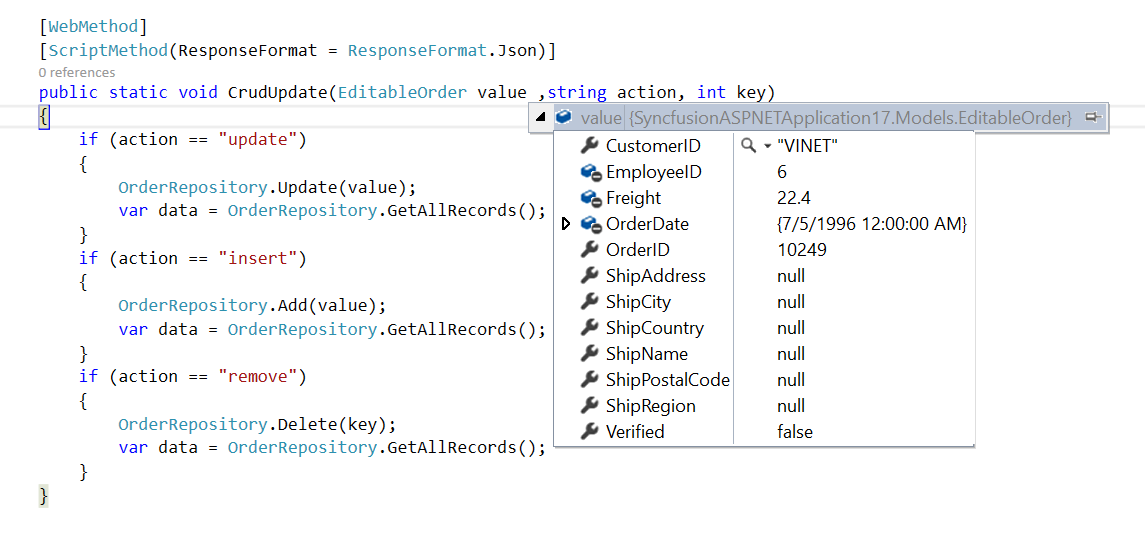 [WebMethod]
[ScriptMethod(ResponseFormat = ResponseFormat.Json)]
0 references
public static void CrudUpdate(EditableOrder value ,string action, int key)
{
if (action == "update")
{
OrderRepository.Update(value);
var data = OrderRepository.GetAllRecords();
}
if (action == "insert")
{
OrderRepository.Add(value);
var data = OrderRepository.GetAllRecords();
}
if (action == "remove")
{
OrderRepository.Delete(key);
var data = OrderRepository.GetAllRecords();
}
}
value {SyncfusionASPNETApplication17.Models.EditableOrder}
CustomerID "VINET"
EmployeeID 6
Freight 22.4
OrderDate {7/5/1996 12:00:00 AM}
OrderID 10249
ShipAddress null
ShipCity null
ShipCountry null
ShipName null
ShipPostalCode null
ShipRegion null
Verified false